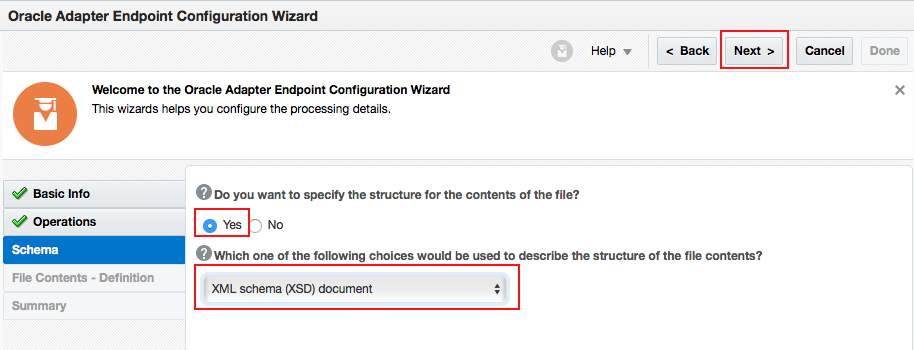 Oracle Adapter Endpoint Configuration Wizard
Help < Back Next > Cancel Done
Welcome to the Oracle Adapter Endpoint Configuration Wizard
This wizards helps you configure the processing details.
Basic Info
Operations
Schema
File Contents - Definition
Summary
? Do you want to specify the structure for the contents of the file?
Yes No
? Which one of the following choices would be used to describe the structure of the file contents?
XML schema (XSD) document